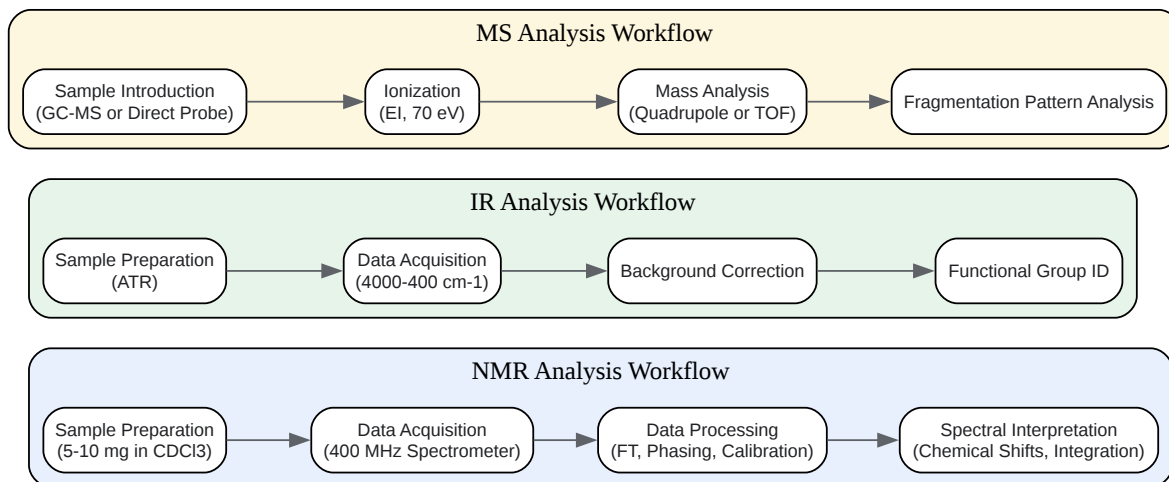 MS Analysis Workflow
Sample Introduction
(GC-MS or Direct Probe)
Ionization
(EI, 70 eV)
Mass Analysis
(Quadrupole or TOF)
Fragmentation Pattern Analysis
IR Analysis Workflow
Sample Preparation
(ATR)
Data Acquisition
(4000-400 cm-1)
Background Correction
Functional Group ID
NMR Analysis Workflow
Sample Preparation
(5-10 mg in CDCl3)
Data Acquisition
(400 MHz Spectrometer)
Data Processing
(FT, Phasing, Calibration)
Spectral Interpretation
(Chemical Shifts, Integration)